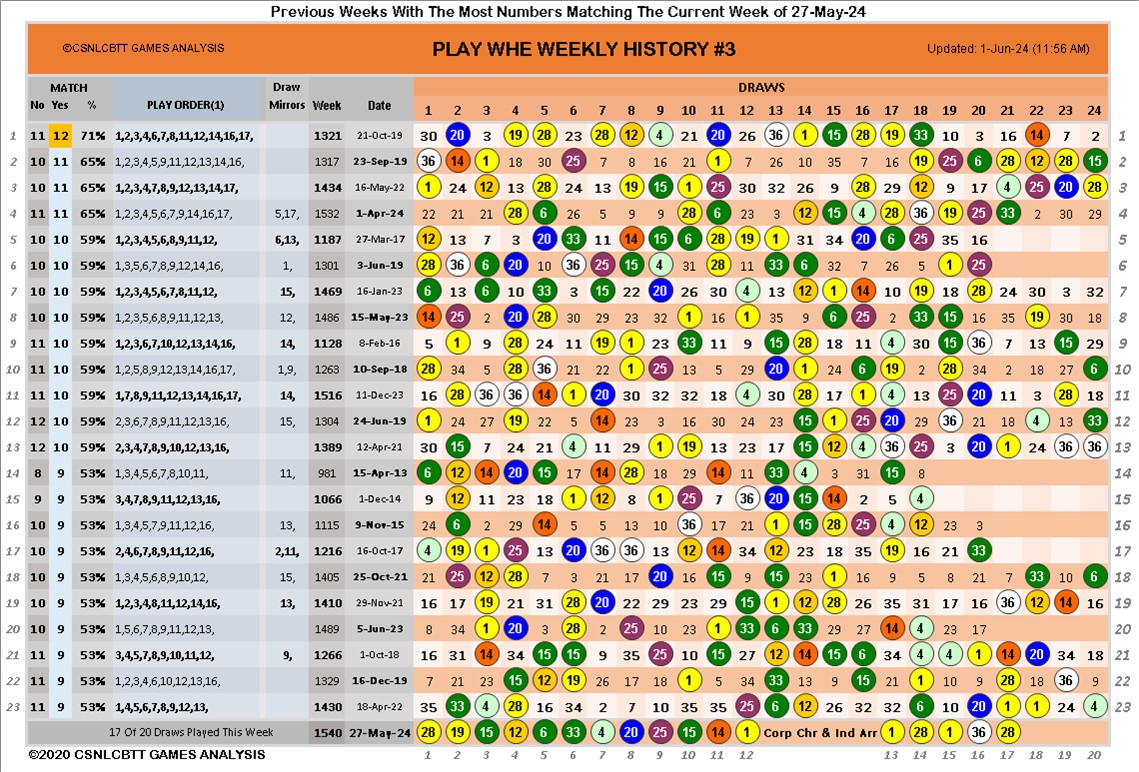 Previous Weeks With The Most Numbers Matching The Current Week of 27-May-24
©CSNLCBTT GAMES ANALYSIS PLAY WHE WEEKLY HISTORY #3 Updated: 1-Jun-24 (11:56 AM)
MATCH Draw DRAWS
No Yes % PLAY ORDER(1) Mirrors Week Date 1 2 3 4 5 6 7 8 9 10 11 12 13 14 15 16 17 18 19 20 21 22 23 24
1 11 12 71% 1,2,3,4,6,7,8,11,12,14,16,17, 1321 21-Oct-19 30 20 3 19 28 23 28 12 4 21 11 26 36 1 15 28 19 33 10 3 16 14 7 2 1
2 10 11 65% 1,2,3,4,5,9,11,12,13,14,16, 1317 23-Sep-19 36 14 1 18 30 25 7 8 16 21 1 7 26 10 35 7 16 19 25 6 28 12 28 15 2
3 10 11 65% 1,2,3,4,7,8,9,12,13,14,17, 1434 16-May-22 1 24 12 13 28 24 13 19 15 1 25 30 32 26 9 28 29 12 9 17 4 25 20 28 3
4 11 11 65% 1,2,3,4,5,6,7,9,14,16,17, 5,17, 1532 1-Apr-24 22 21 21 28 6 26 5 9 9 28 6 23 3 14 15 4 28 36 19 25 33 2 30 29 4
5 10 10 59% 1,2,3,4,5,6,8,9,11,12, 6,13, 1187 27-Mar-17 12 13 7 3 20 33 11 14 15 6 28 19 1 31 34 20 6 25 35 16 5
6 10 10 59% 1,3,5,6,7,8,9,12,14,16, 1, 1301 3-Jun-19 28 36 6 20 10 36 25 15 4 31 28 11 33 6 32 7 26 5 1 25 6
7 10 10 59% 1,2,3,4,5,6,7,8,11,12, 15, 1469 16-Jan-23 6 13 6 10 33 3 15 22 20 26 30 4 13 12 1 14 10 19 18 28 24 30 3 32 7
8 10 10 59% 1,2,3,5,6,8,9,11,12,13, 12, 1486 15-May-23 14 25 2 20 28 30 29 23 32 1 16 1 35 9 6 25 2 33 15 16 35 19 30 18 8
9 11 10 59% 1,2,3,6,7,10,12,13,14,16, 14, 1128 8-Feb-16 5 1 9 28 24 11 19 1 23 33 11 9 15 28 18 11 4 30 15 36 7 13 15 29 9
10 11 10 59% 1,2,5,8,9,12,13,14,16,17, 1,9, 1263 10-Sep-18 28 34 5 28 36 21 22 1 25 13 5 29 20 1 24 6 19 2 28 34 2 18 27 6 10
11 11 10 59% 1,7,8,9,11,12,13,14,16,17, 14, 1516 11-Dec-23 16 28 36 36 14 1 20 30 32 32 18 4 30 28 17 1 4 13 25 20 11 3 28 18 11
12 12 10 59% 2,3,6,7,8,9,11,12,13,16, 15, 1304 24-Jun-19 1 24 27 19 22 5 14 23 3 16 30 24 23 15 1 25 20 29 36 2 18 4 23 33 12
13 12 10 59% 2,3,4,7,8,9,10,12,13,16, 1389 12-Apr-21 30 15 7 24 21 4 11 29 1 19 13 23 17 15 12 4 36 25 3 20 1 24 36 36 13
14 8 9 53% 1,3,4,5,6,7,8,10,11, 11, 981 15-Apr-13 6 12 14 20 15 17 14 28 18 29 14 11 33 4 3 31 15 8 14
15 9 9 53% 3,4,7,8,9,11,12,13,16, 1066 1-Dec-14 9 12 11 23 18 1 12 8 1 25 7 36 20 15 14 2 5 4 15
16 10 9 53% 1,3,4,5,7,9,11,12,16, 13, 1115 9-Nov-15 24 6 2 29 14 5 5 13 10 36 16 21 1 15 28 25 4 12 23 3 16
17 10 9 53% 2,4,6,7,8,9,11,12,16, 2,11, 1216 16-Oct-17 4 19 1 25 13 20 36 36 13 12 14 34 12 23 18 35 19 16 21 33 17
18 10 9 53% 1,3,4,5,6,8,9,10,12, 15, 1405 25-Oct-21 21 25 12 28 7 3 21 17 20 16 15 9 15 23 1 16 9 5 8 21 7 33 10 6 18
19 10 9 53% 1,2,3,4,8,11,12,14,16, 13, 1410 29-Nov-21 16 17 19 21 31 28 20 22 29 23 29 15 1 12 28 26 35 31 17 16 36 12 14 16 19
20 10 9 53% 1,5,6,7,8,9,11,12,13, 1489 5-Jun-23 8 34 1 20 3 28 2 25 10 23 1 33 6 33 29 27 14 4 23 17 20
21 11 9 53% 3,4,5,7,8,9,10,11,12, 9, 1266 1-Oct-18 16 31 14 34 15 15 9 35 25 10 15 27 12 14 15 6 34 4 4 1 14 20 34 18 21
22 11 9 53% 1,2,3,4,6,10,12,13,16, 1329 16-Dec-19 7 21 23 15 12 19 26 18 10 1 5 34 33 13 9 15 21 1 10 9 28 18 36 9 22
23 11 9 53% 1,4,5,6,7,8,9,12,13, 1430 18-Apr-22 35 33 4 28 16 34 2 7 10 35 35 25 6 12 26 32 32 6 10 20 1 1 24 4 23
17 Of 20 Draws Played This Week 1540 27-May-24 28 19 15 12 6 33 4 20 25 15 14 1 Corp Chr & Ind Arr 1 28 1 36 28
©2020 CSNLCBTT GAMES ANALYSIS 1 2 3 4 5 6 7 8 9 10 11 12 13 14 15 16 17 18 19 20